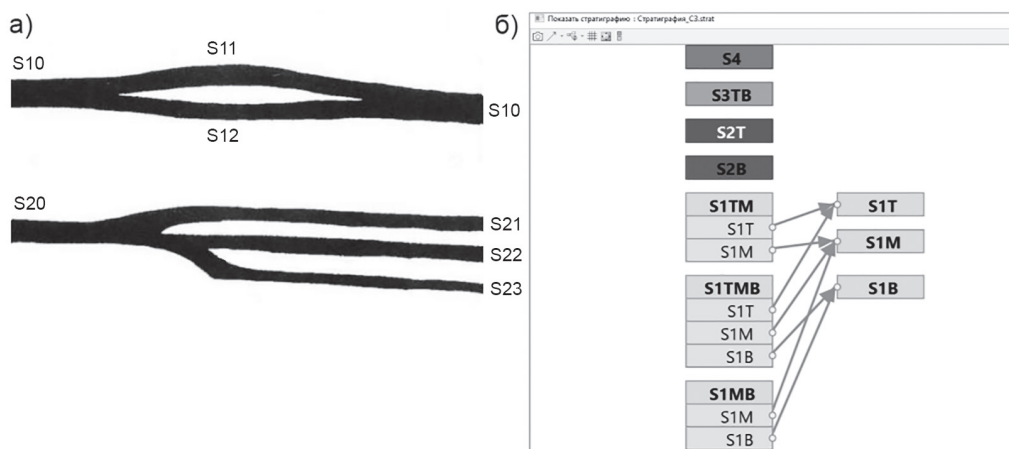 а)
S10
S11
S12
S10
S20
S21
S22
S23
б)
Показать стратиграфию : Стратиграфия_С3.strat
S4
S3TB
S2T
S2B
S1TM
S1T
S1M
S1TMB
S1T
S1M
S1B
S1MB
S1M
S1B
S1T
S1M
S1B